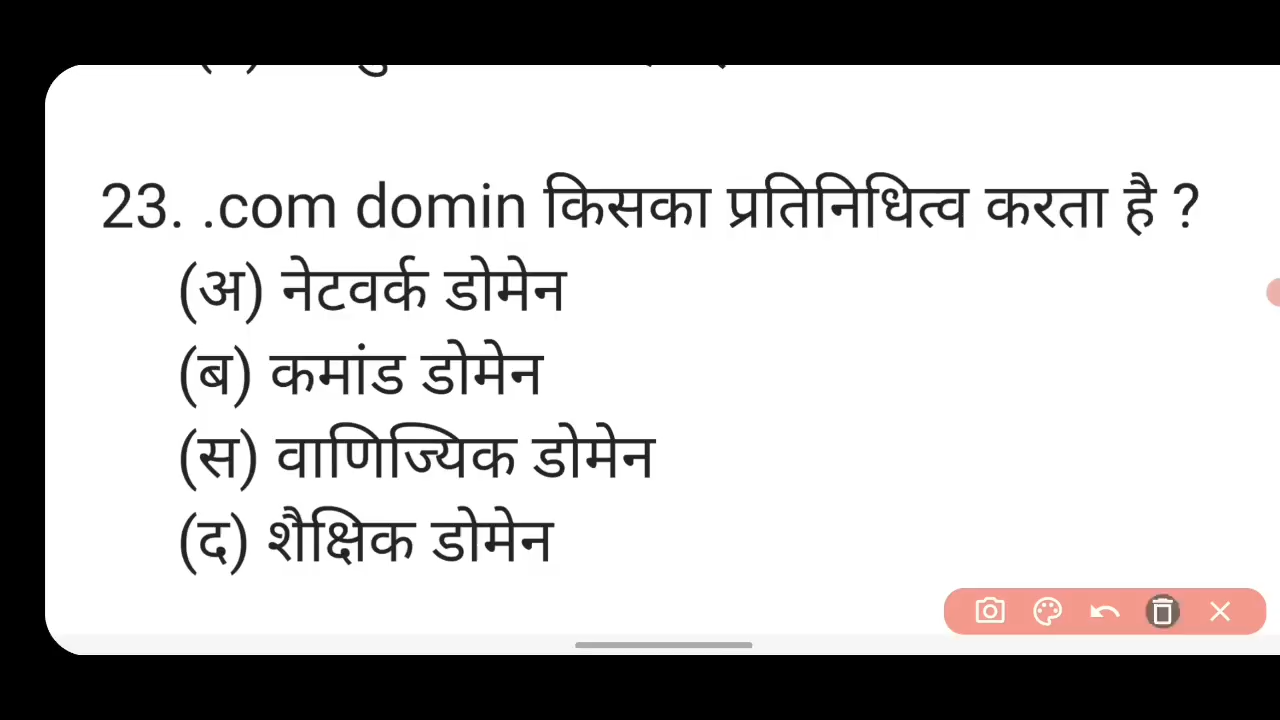 23. .com domin किसका प्रतिनिधित्व करता है ?
(अ) नेटवर्क डोमेन
(ब) कमांड डोमेन
(स) वाणिज्यिक डोमेन
(द) शैक्षिक डोमेन